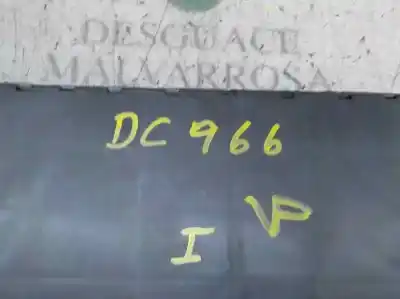 DESGUACE
MALVARROSA
DC 966
I VP